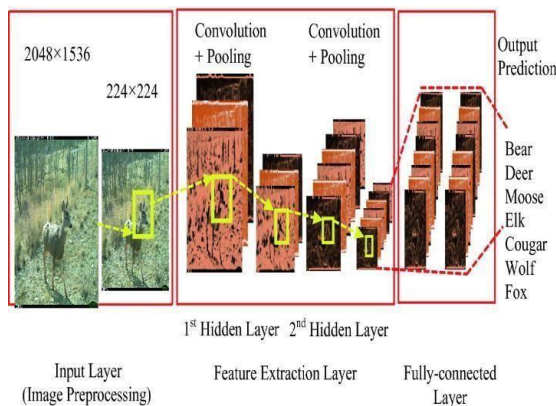 2048×1536
224×224
Convolution
+ Pooling
Convolution
+ Pooling
Output
Prediction
Bear
Deer
Moose
Elk
Cougar
Wolf
Fox
1st Hidden Layer
2nd Hidden Layer
Input Layer
(Image Preprocessing)
Feature Extraction Layer
Fully-connected
Layer